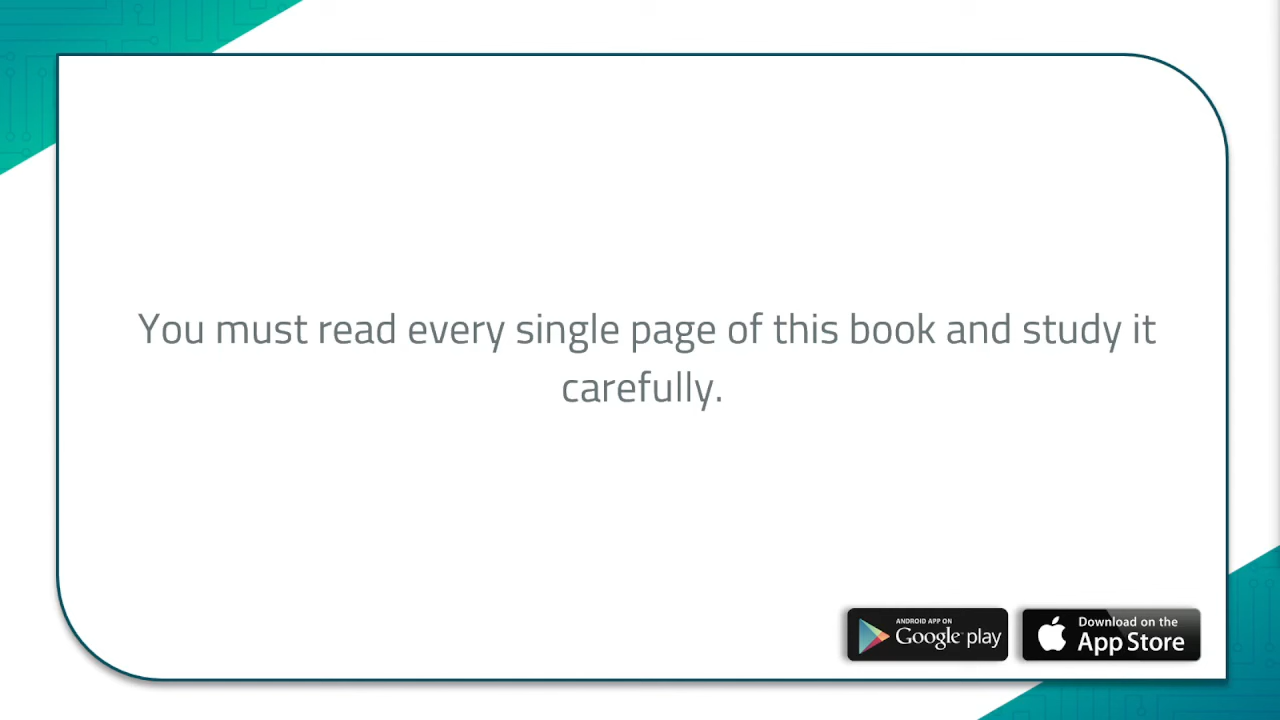 You must read every single page of this book and study it
carefully.
ANDROID APP ON
Google play
Download on the
App Store